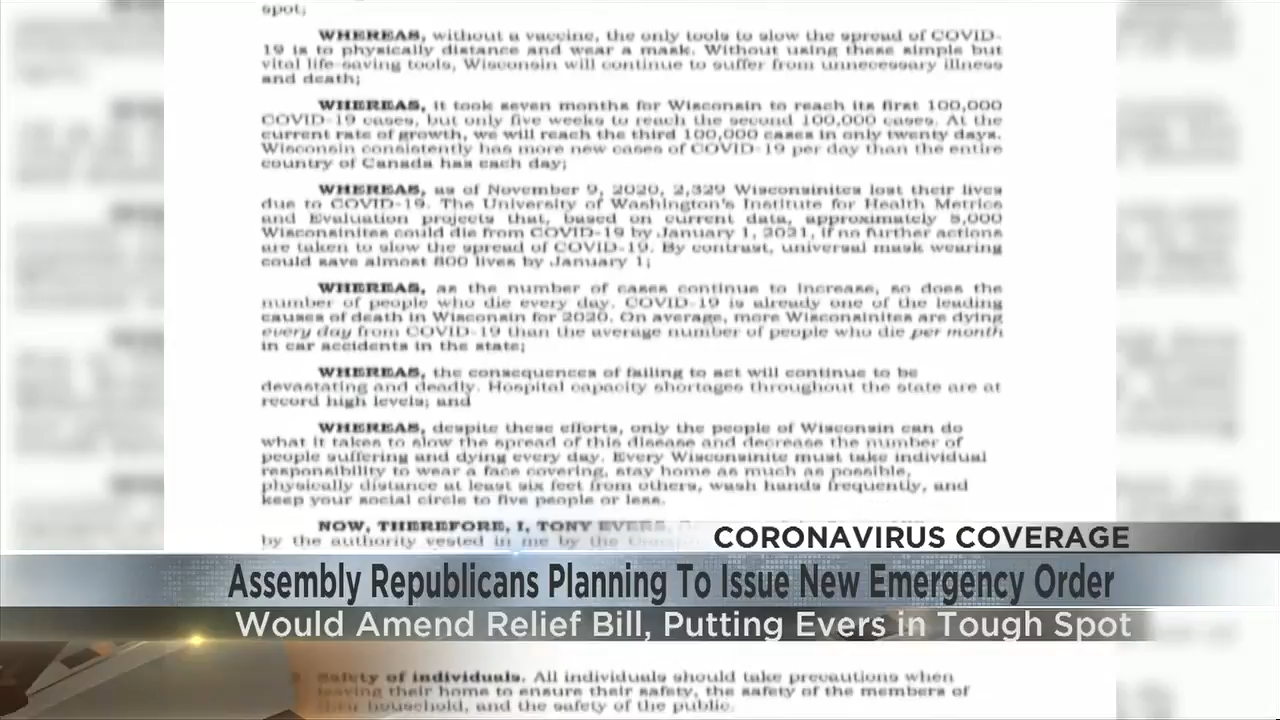 spot;
WHEREAS, without a vaccine, the only tools to slow the spread of COVID-
19 is to physically distance and wear a mask. Without using these simple but
vital life-saving tools, Wisconsin will continue to suffer from unnecessary illness
and death;
WHEREAS, it took seven months for Wisconsin to reach its first 100,000
COVID-19 cases, but only five weeks to reach the second 100,000 cases. At the
current rate of growth, we will reach the third 100,000 cases in only twenty days.
Wisconsin consistently has more new cases of COVID-19 per day than the entire
country of Canada has each day;
WHEREAS, as of November 9, 2020, 2,329 Wisconsinites lost their lives
due to COVID-19. The University of Washington's Institute for Health Metrics
and Evaluation projects that, based on current data, approximately 5,000
Wisconsinites could die from COVID-19 by January 1, 2021, if no further actions
are taken to slow the spread of COVID-19. By contrast, universal mask wearing
could save almost 800 lives by January 1;
WHEREAS, as the number of cases continue to increase, so does the
number of people who die every day. COVID-19 is already one of the leading
causes of death in Wisconsin for 2020. On average, more Wisconsinites are dying
every day from COVID-19 than the average number of people who die per month
in car accidents in the state;
WHEREAS, the consequences of failing to act will continue to be
devastating and deadly. Hospital capacity shortages throughout the state are at
record high levels; and
WHEREAS, despite these efforts, only the people of Wisconsin can do
what it takes to slow the spread of this disease and decrease the number of
people suffering and dying every day. Every Wisconsinite must take individual
responsibility to wear a face covering, stay home as much as possible,
physically distance at least six feet from others, wash hands frequently, and
keep your social circle to five people or less.
NOW, THEREFORE, I, TONY EVERS,
by the authority vested in me by the
CORONAVIRUS COVERAGE
Assembly Republicans Planning To Issue New Emergency Order
Would Amend Relief Bill, Putting Evers in Tough Spot
Safety of individuals. All individuals should take precautions when
leaving their home to ensure their safety, the safety of the members of
their household, and the safety of the public.